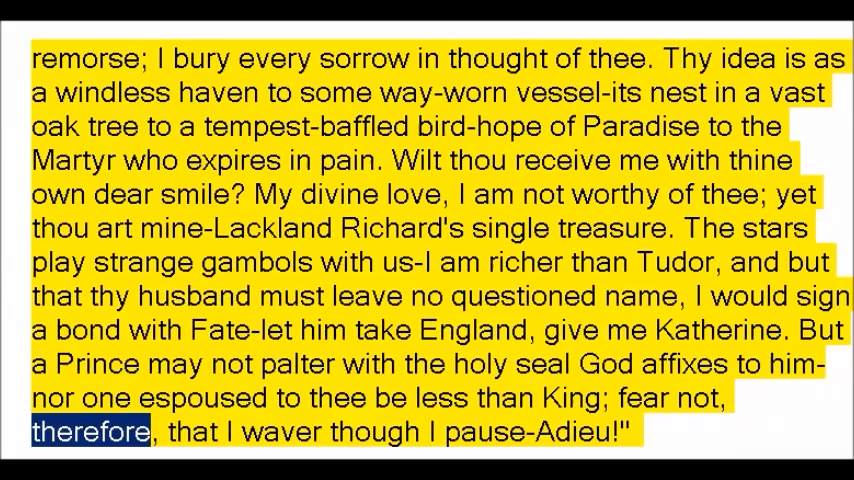 remorse; I bury every sorrow in thought of thee. Thy idea is as
a windless haven to some way-worn vessel-its nest in a vast
oak tree to a tempest-baffled bird-hope of Paradise to the
Martyr who expires in pain. Wilt thou receive me with thine
own dear smile? My divine love, I am not worthy of thee; yet
thou art mine-Lackland Richard's single treasure. The stars
play strange gambols with us-I am richer than Tudor, and but
that thy husband must leave no questioned name, I would sign
a bond with Fate-let him take England, give me Katherine. But
a Prince may not palter with the holy seal God affixes to him-
nor one espoused to thee be less than King; fear not,
therefore, that I waver though I pause-Adieu!"